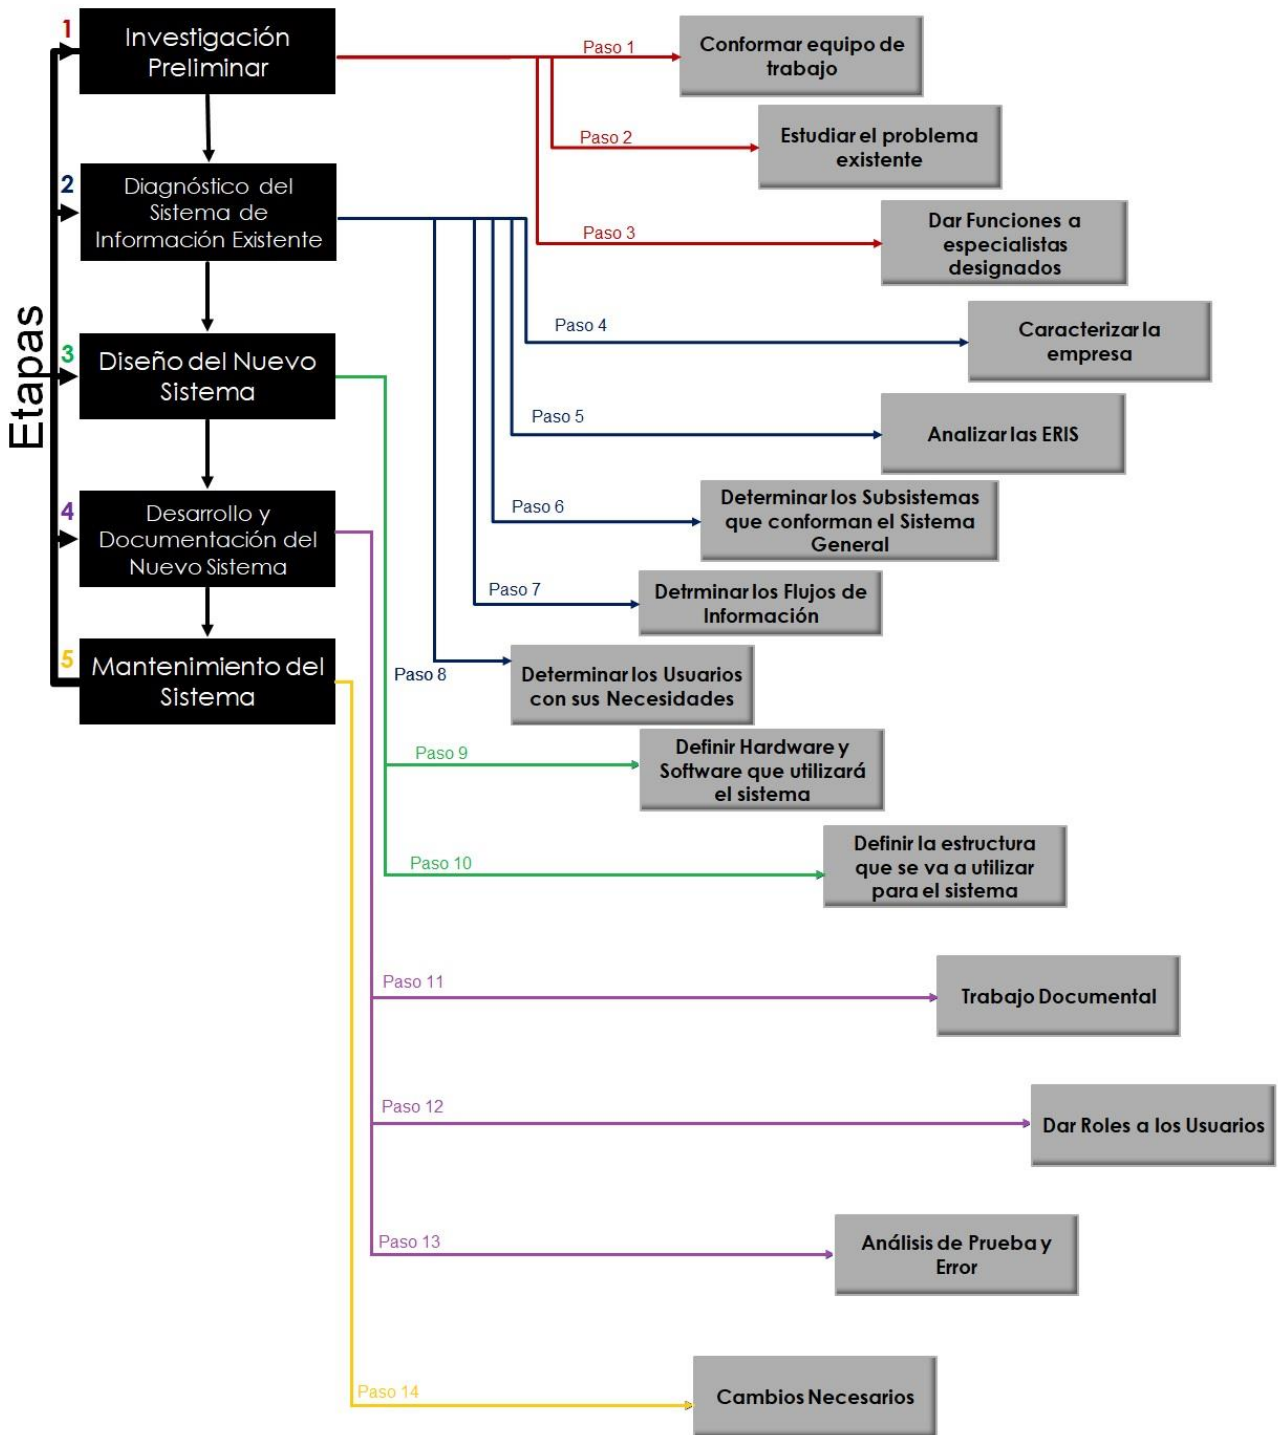 Etapas
1
Investigación
Preliminar
2
Diagnóstico del
Sistema de
Información Existente
3
Diseño del Nuevo
Sistema
4
Desarrollo y
Documentación del
Nuevo Sistema
5
Mantenimiento del
Sistema
Paso 1
Conformar equipo de
trabajo
Paso 2
Estudiar el problema
existente
Paso 3
Dar Funciones a
especialistas
designados
Paso 4
Caracterizar la
empresa
Paso 5
Analizar las ERIS
Paso 6
Determinar los Subsistemas
que conforman el Sistema
General
Paso 7
Detrminar los Flujos de
Información
Paso 8
Determinar los Usuarios
con sus Necesidades
Paso 9
Definir Hardware y
Software que utilizará
el sistema
Paso 10
Definir la estructura
que se va a utilizar
para el sistema
Paso 11
Trabajo Documental
Paso 12
Dar Roles a los Usuarios
Paso 13
Análisis de Prueba y
Error
Paso 14
Cambios Necesarios